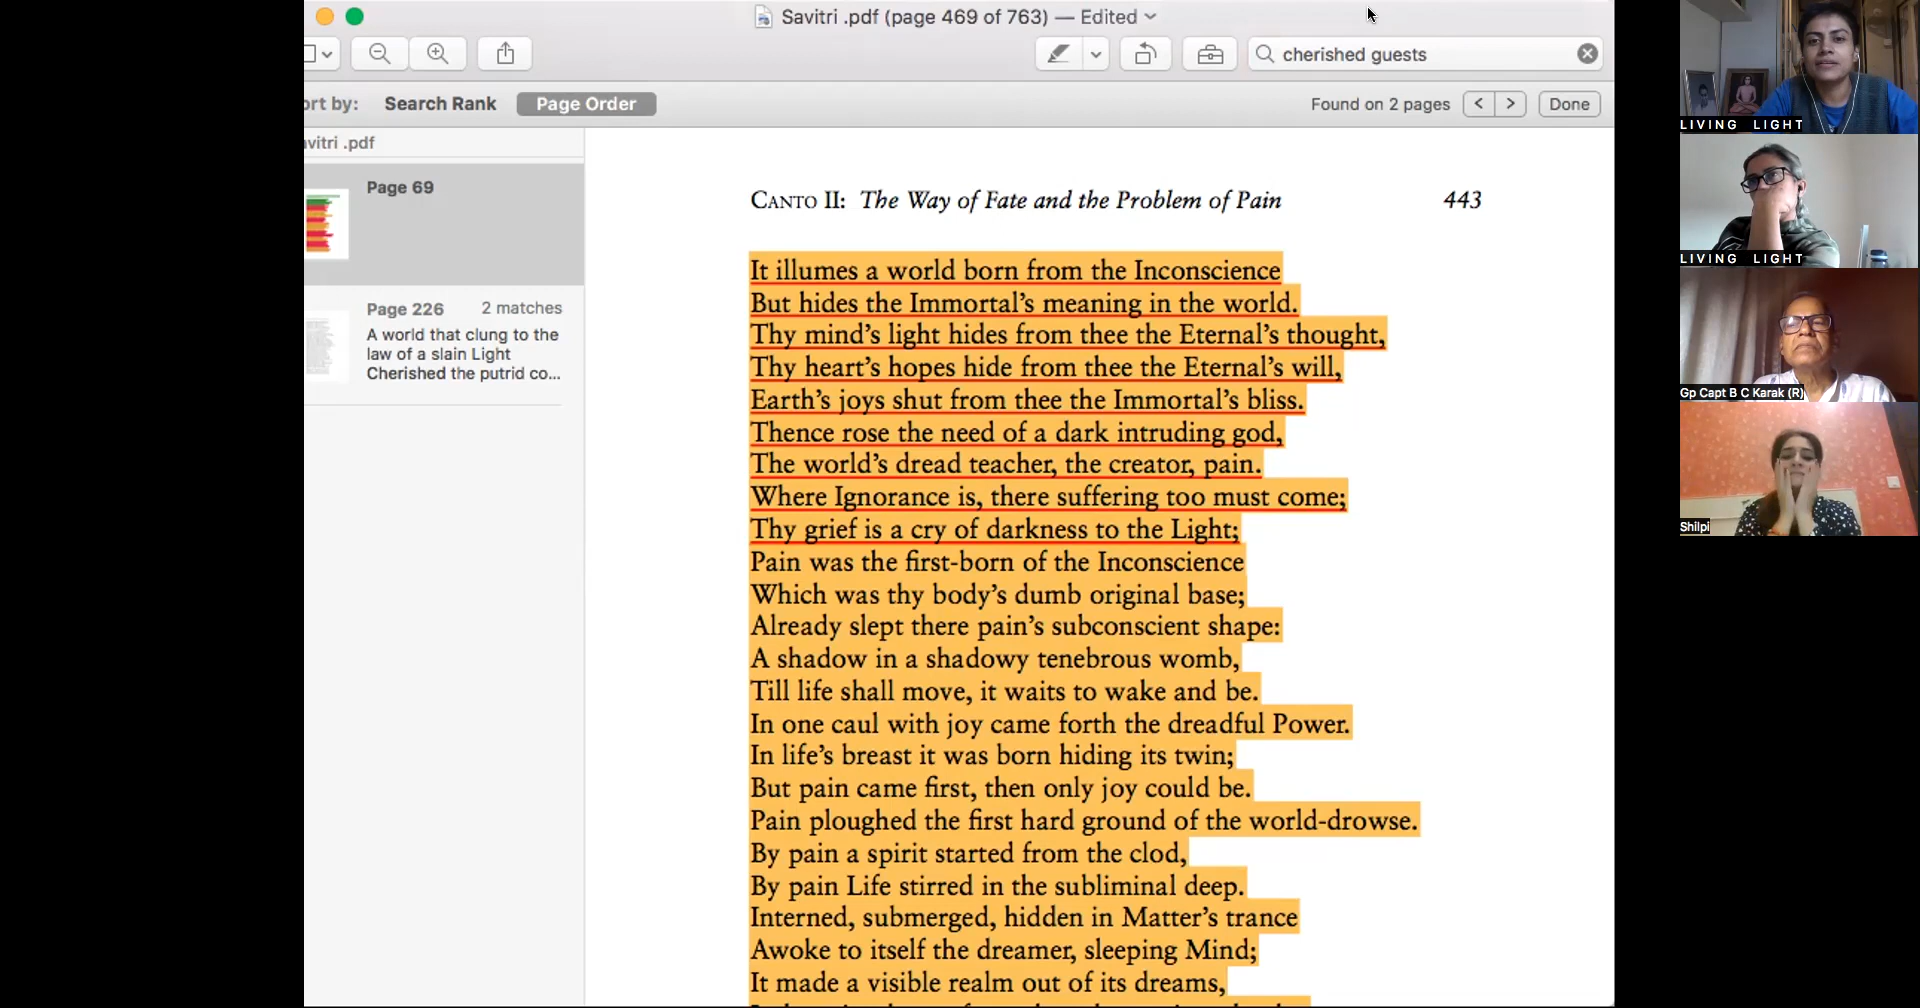 Savitri .pdf (page 469 of 763) — Edited
cherished guests
ort by: Search Rank Page Order
Found on 2 pages < > Done
avitri .pdf
Page 69
Page 226 2 matches
A world that clung to the
law of a slain Light
Cherished the putrid co...
CANTO II: The Way of Fate and the Problem of Pain 443
It illumes a world born from the Inconscience
But hides the Immortal’s meaning in the world.
Thy mind’s light hides from thee the Eternal’s thought,
Thy heart’s hopes hide from thee the Eternal’s will,
Earth’s joys shut from thee the Immortal’s bliss.
Thence rose the need of a dark intruding god,
The world’s dread teacher, the creator, pain.
Where Ignorance is, there suffering too must come;
Thy grief is a cry of darkness to the Light;
Pain was the first-born of the Inconscience
Which was thy body’s dumb original base;
Already slept there pain’s subconscient shape:
A shadow in a shadowy tenebrous womb,
Till life shall move, it waits to wake and be.
In one caul with joy came forth the dreadful Power.
In life’s breast it was born hiding its twin;
But pain came first, then only joy could be.
Pain ploughed the first hard ground of the world-drowse.
By pain a spirit started from the clod,
By pain Life stirred in the subliminal deep.
Interned, submerged, hidden in Matter’s trance
Awoke to itself the dreamer, sleeping Mind;
It made a visible realm out of its dreams,
LIVING LIGHT
LIVING LIGHT
Gp Capt B C Karak (R)
Shilpi